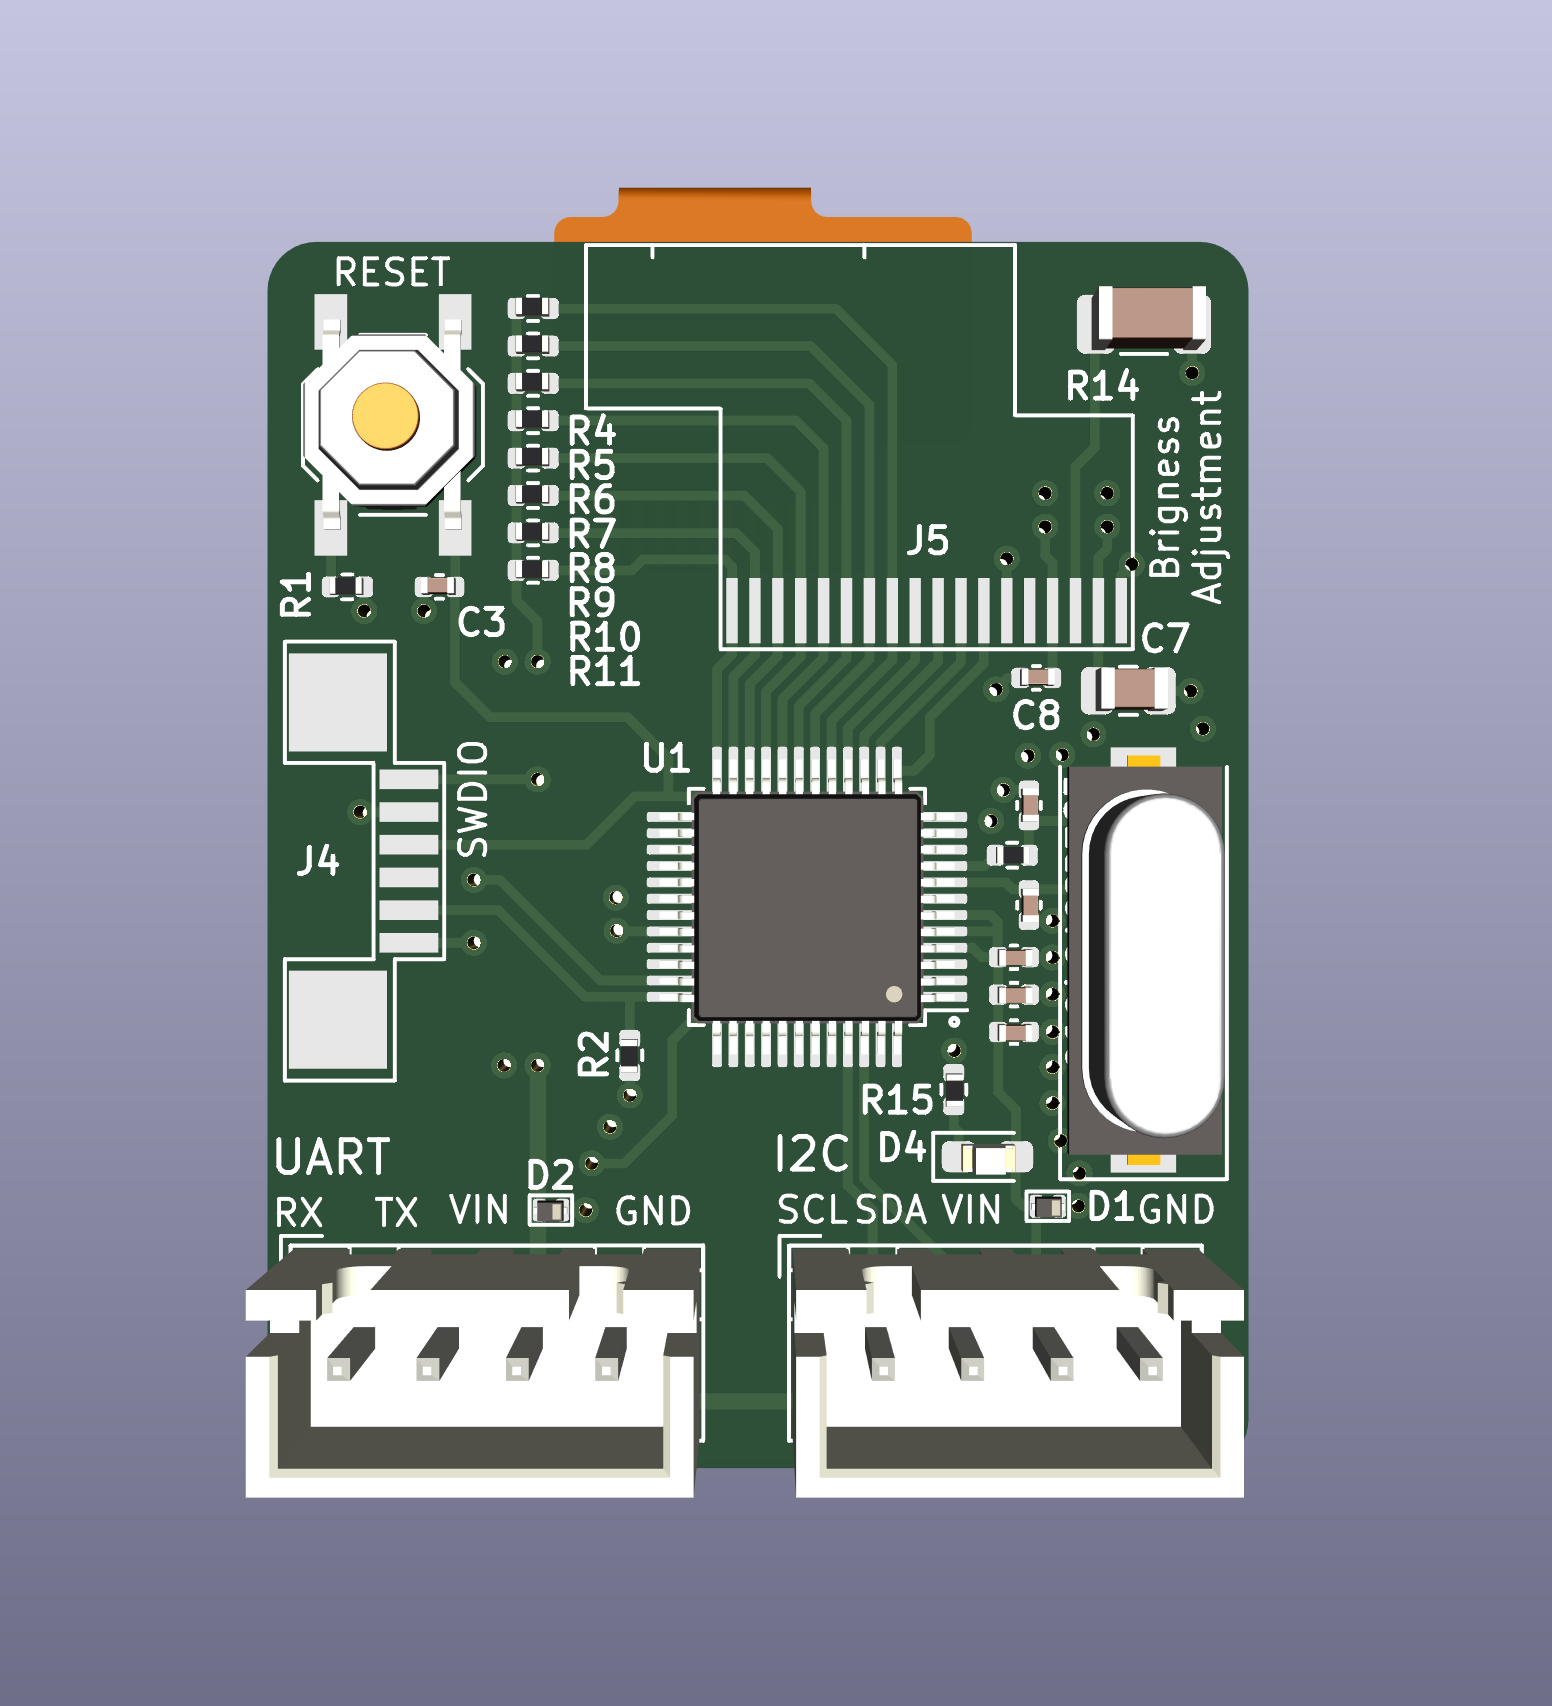 RESET
R14
Brigness
Adjustment
R4
R5
R6
R7
R8
R9
R10
R11
J5
R1
C3
C7
C8
U1
SWDIO
J4
R2
R15
UART
I2C
D4
D2
RX TX VIN GND
SCL SDA VIN D1 GND